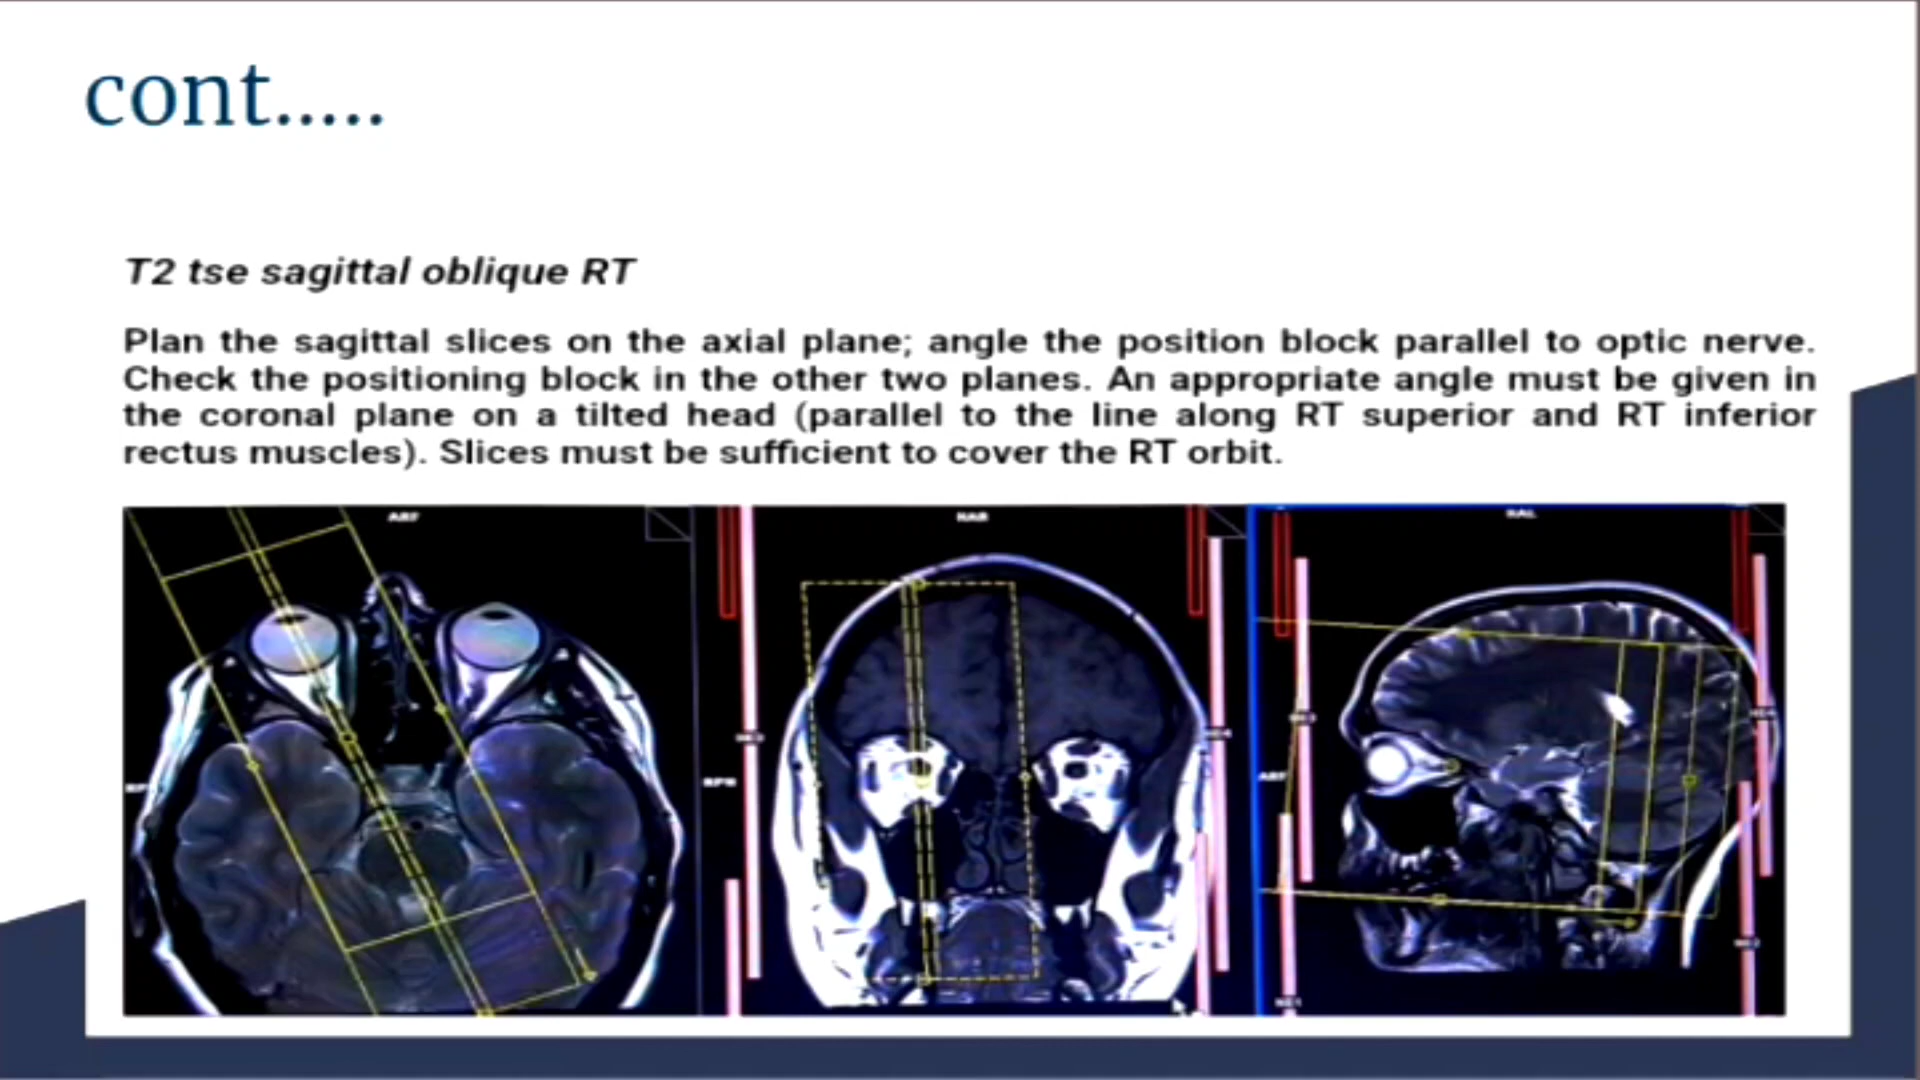 cont.....
T2 tse sagittal oblique RT
Plan the sagittal slices on the axial plane; angle the position block parallel to optic nerve.
Check the positioning block in the other two planes. An appropriate angle must be given in
the coronal plane on a tilted head (parallel to the line along RT superior and RT inferior
rectus muscles). Slices must be sufficient to cover the RT orbit.